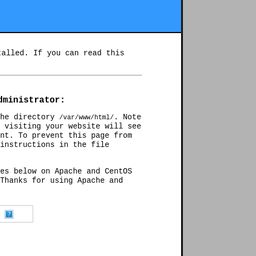 talled. If you can read this
dministrator:
he directory /var/www/html/. Note
visiting your website will see
nt. To prevent this page from
instructions in the file
es below on Apache and CentOS
Thanks for using Apache and
?